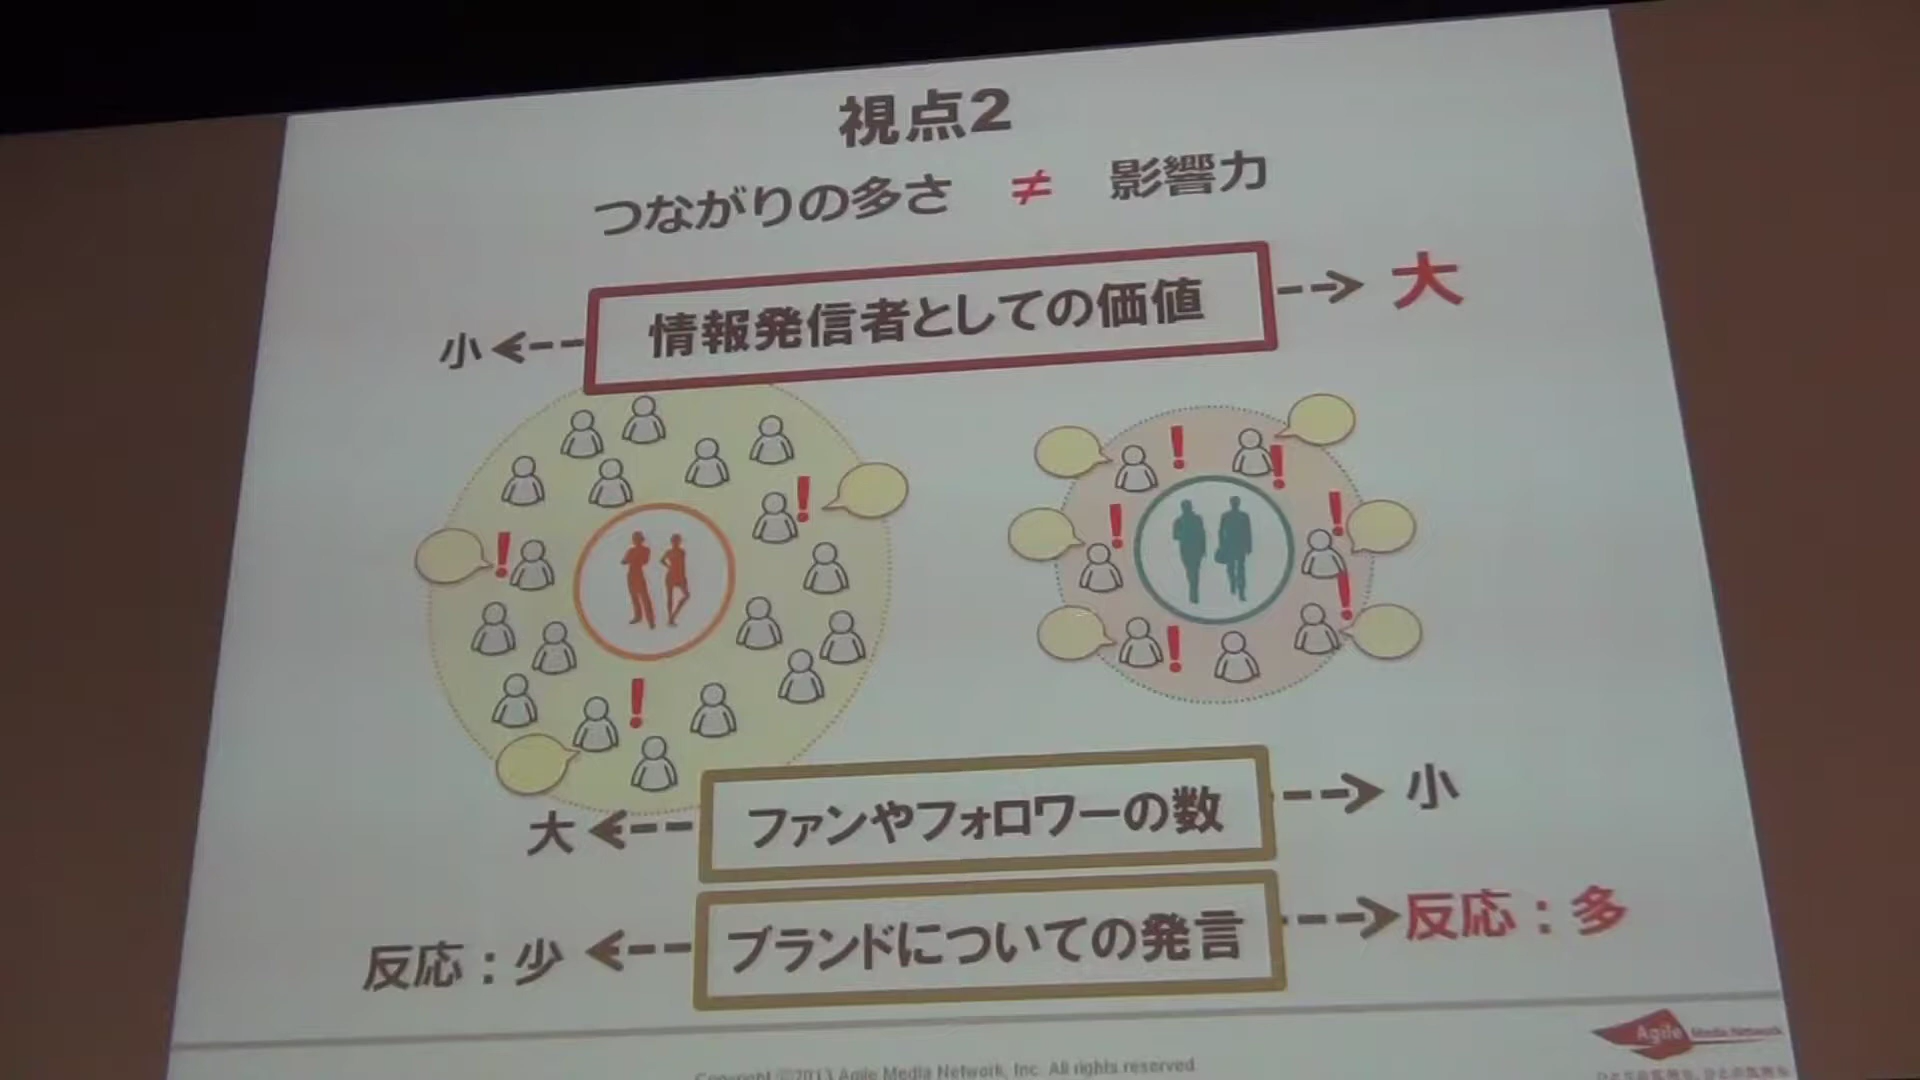 視点2
つながりの多さ ≠ 影響力
小 情報発信者としての価値 大
大 ファンやフォロワーの数 小
反応：少 ブランドについての発言 反応：多
Agile Media Network
Copyright ⓒ2013 Agile Media Network, Inc. All rights reserved